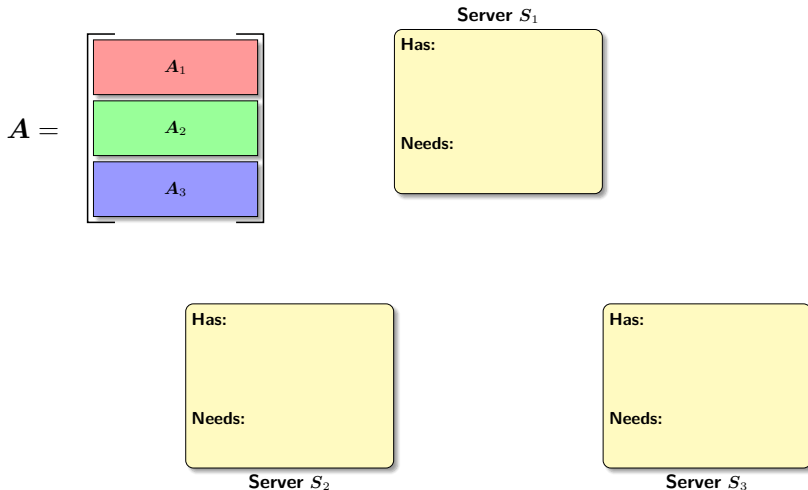 Server S₁
A =
A₁
A₂
A₃
Has:
Needs:
Has:
Needs:
Server S₂
Has:
Needs:
Server S₃